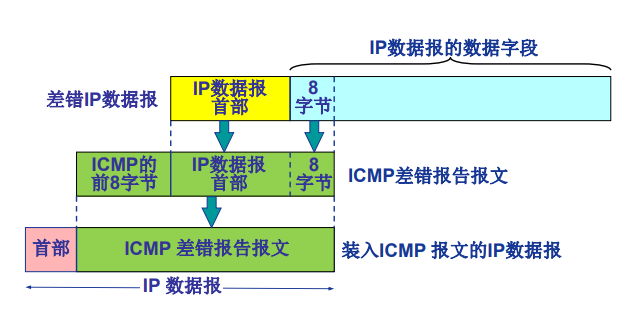 IP数据报的数据字段
差错IP数据报
IP数据报
首部
8
字节
ICMP的
前8字节
IP数据报
首部
8
字节
ICMP差错报告报文
首部
ICMP 差错报告报文
装入ICMP 报文的IP数据报
IP 数据报